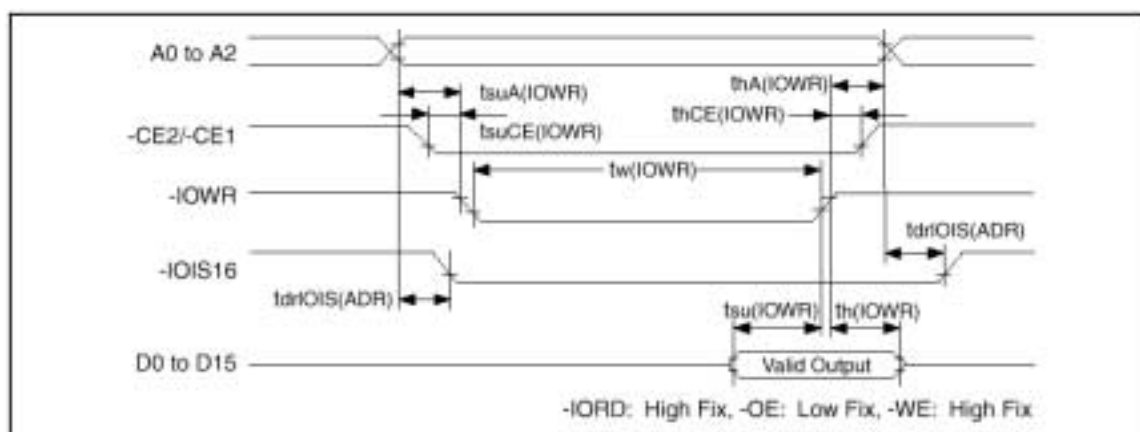 A0 to A2
tsuA(IOWR)
thA(IOWR)
-CE2/-CE1
tsuCE(IOWR)
thCE(IOWR)
tw(IOWR)
-IOWR
tdrIOIS(ADR)
-IOIS16
tdrIOIS(ADR)
tsu(IOWR)
th(IOWR)
D0 to D15
Valid Output
-IORD: High Fix, -OE: Low Fix, -WE: High Fix